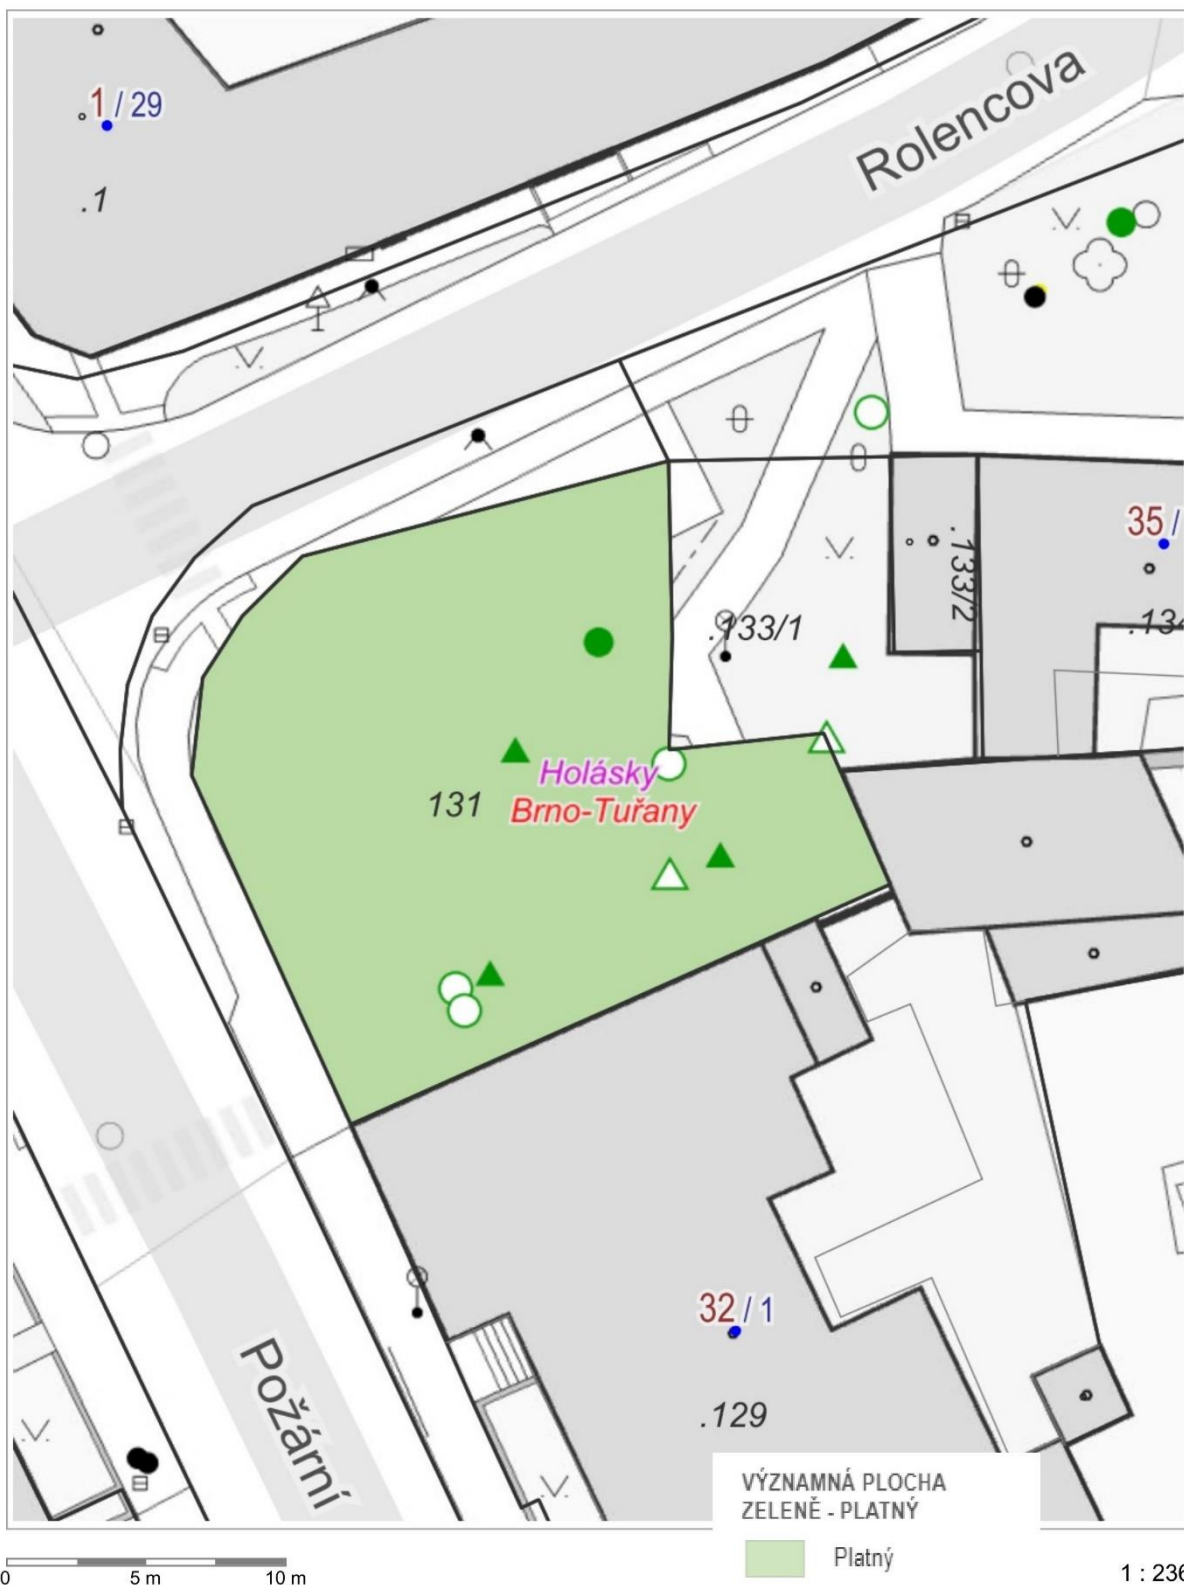 1 / 29
.1
Rolencova
35 /
.133/2
.133/1
.134
Holásky
131
Brno-Tuřany
32 / 1
Požární
.129
VÝZNAMNÁ PLOCHA
ZELENĚ - PLATNÝ
Platný
0 5 m 10 m
1 : 236